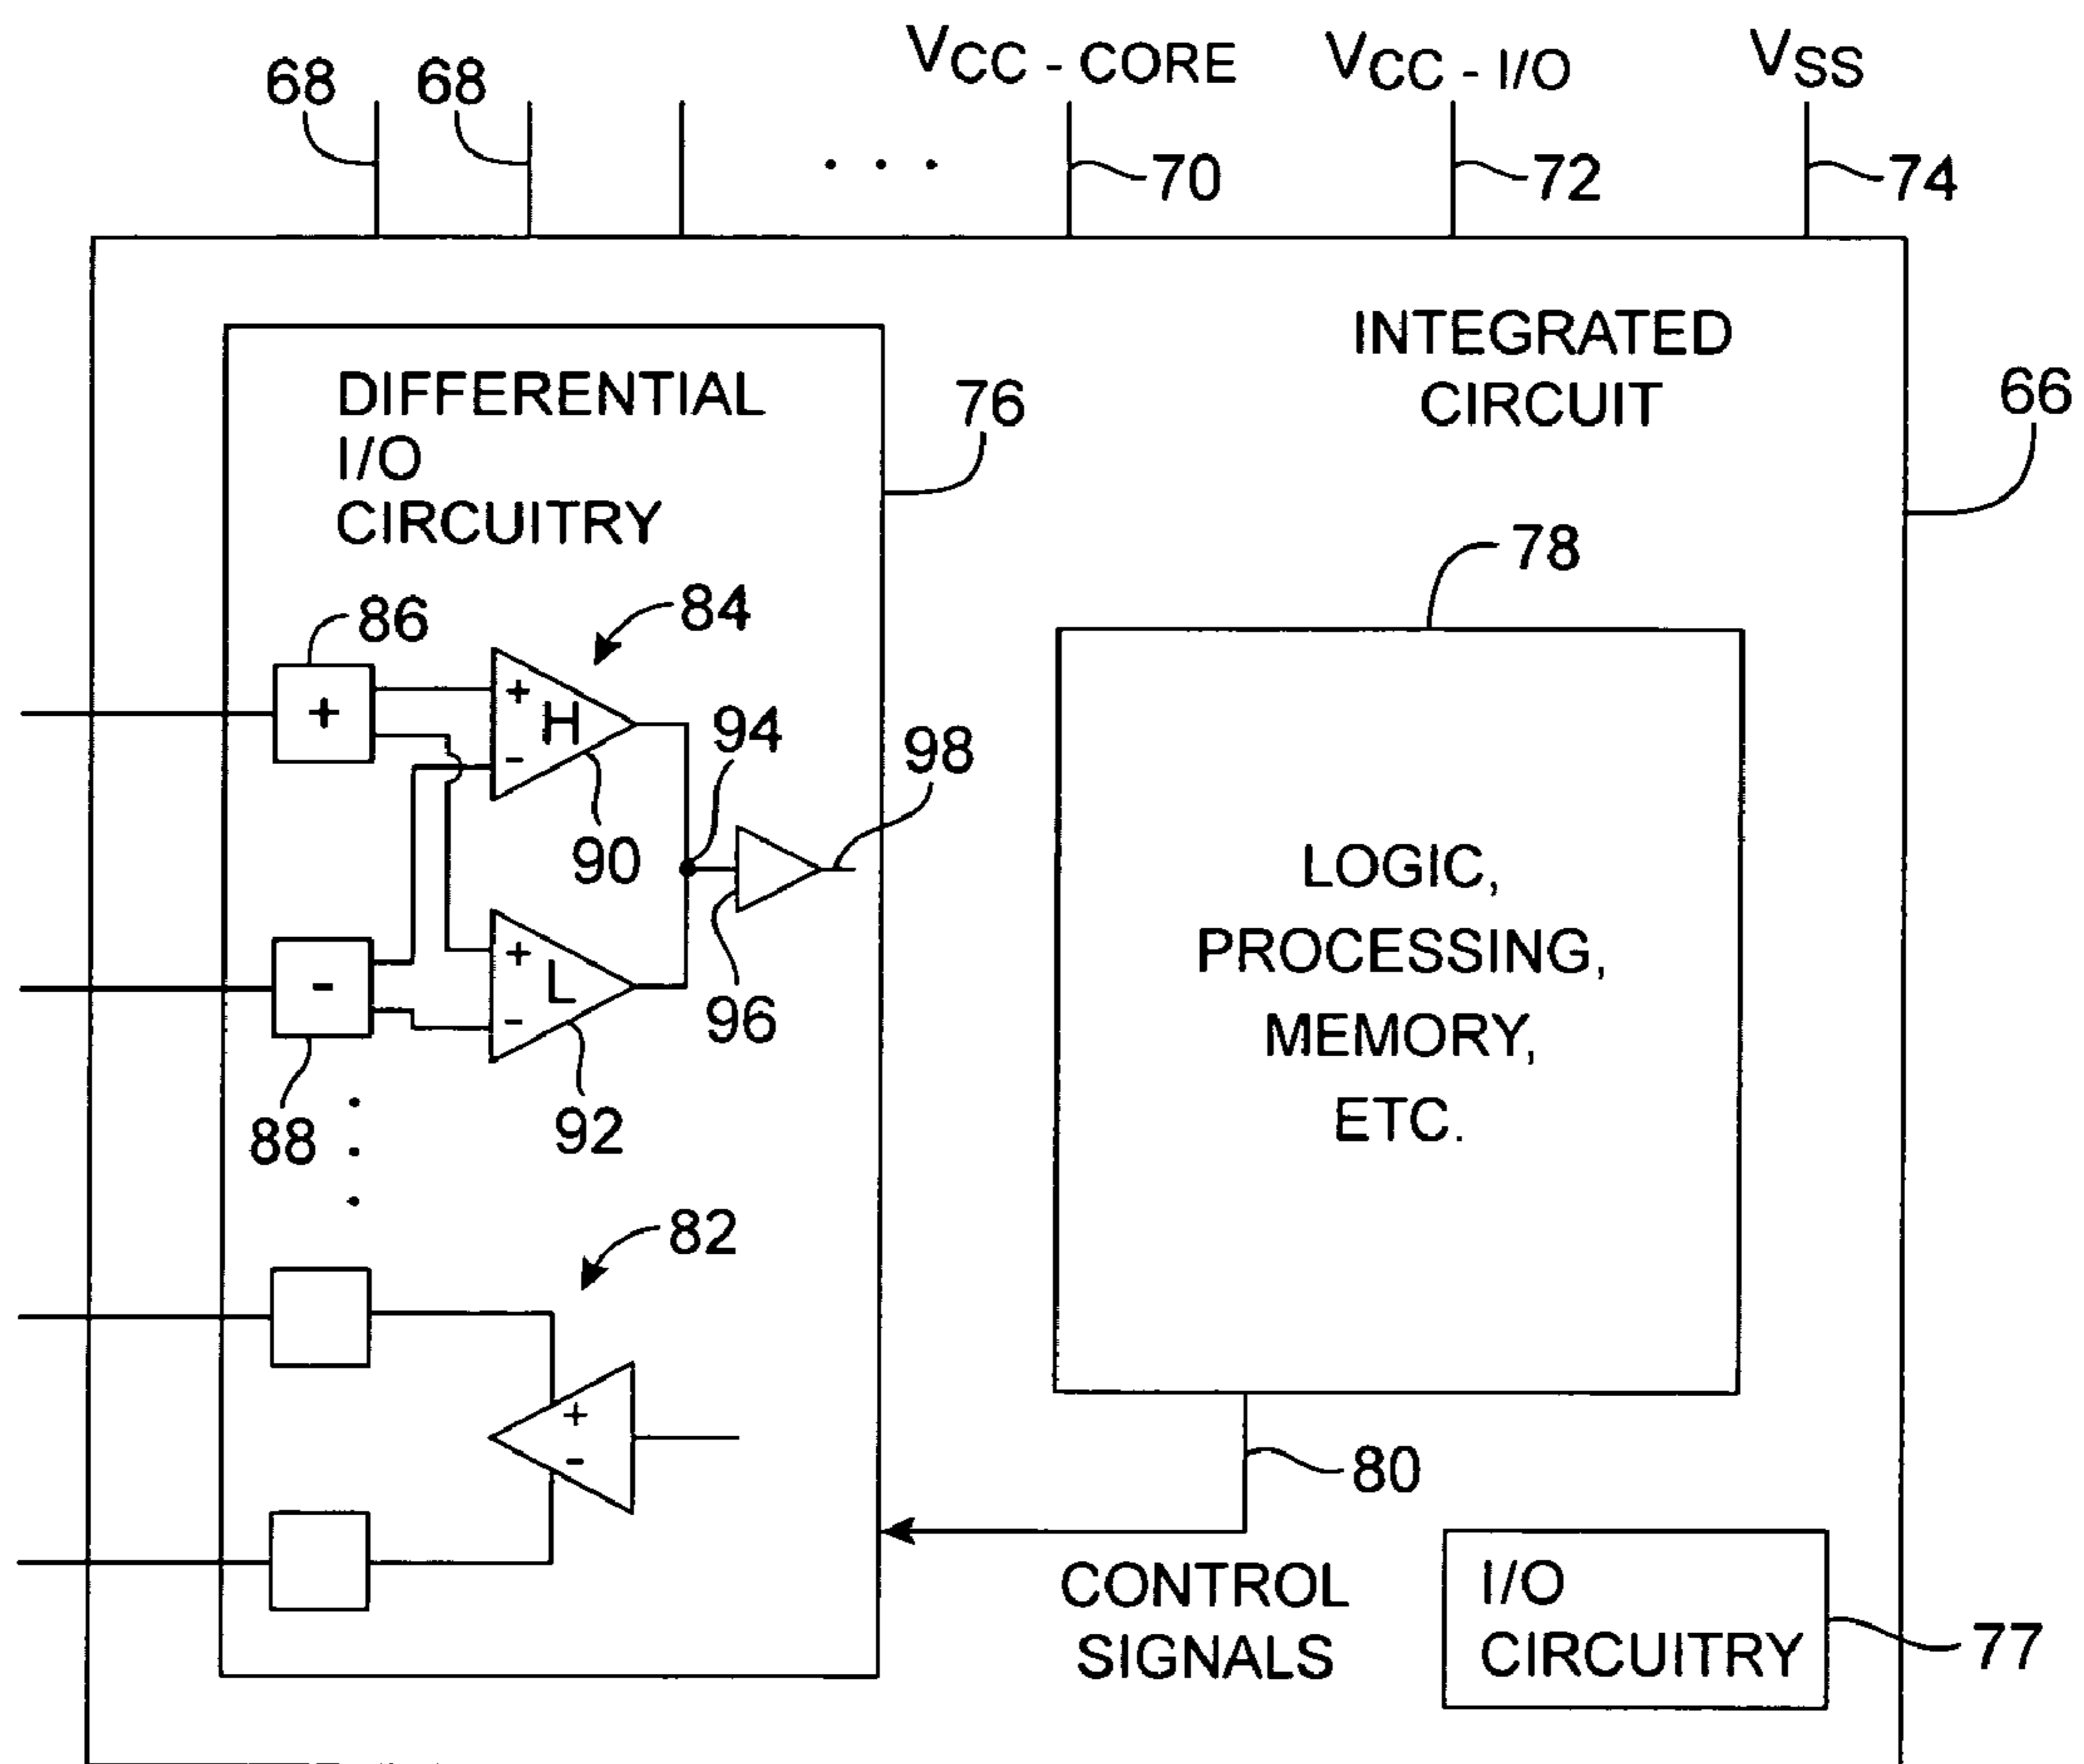 68 68 VCC - CORE VCC - I/O VSS
. . . 70 72 74
INTEGRATED
CIRCUIT
66
DIFFERENTIAL
I/O
CIRCUITRY
76
78
86 84
+ + H -
90
94
98
LOGIC,
PROCESSING,
MEMORY,
ETC.
- + L -
96
88
92
82
+
-
80
CONTROL
SIGNALS
I/O
CIRCUITRY
77